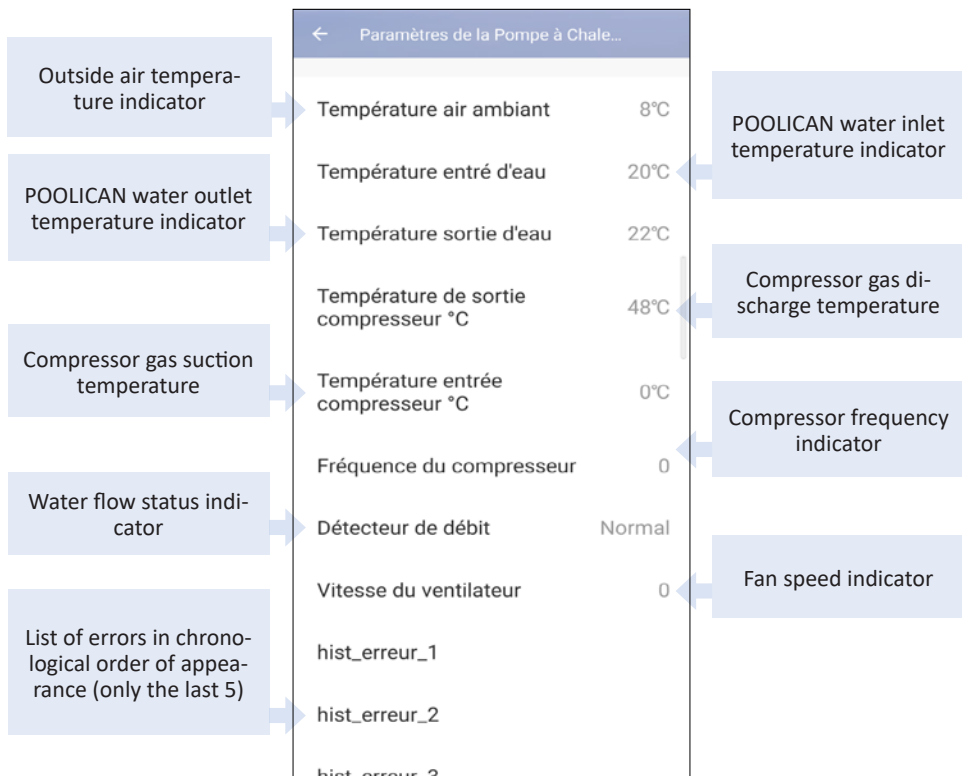 Paramètres de la Pompe à Chale...
Outside air tempera-
ture indicator
Température air ambiant 8°C
POOLICAN water inlet
temperature indicator
Température entré d'eau 20°C
POOLICAN water outlet
temperature indicator
Température sortie d'eau 22°C
Compressor gas di-
scharge temperature
Température de sortie
compresseur °C 48°C
Compressor gas suction
temperature
Température entrée
compresseur °C 0°C
Compressor frequency
indicator
Fréquence du compresseur 0
Water flow status indi-
cator
Détecteur de débit Normal
Fan speed indicator
Vitesse du ventilateur 0
List of errors in chrono-
logical order of appea-
rance (only the last 5)
hist_erreur_1
hist_erreur_2
hist_erreur_3